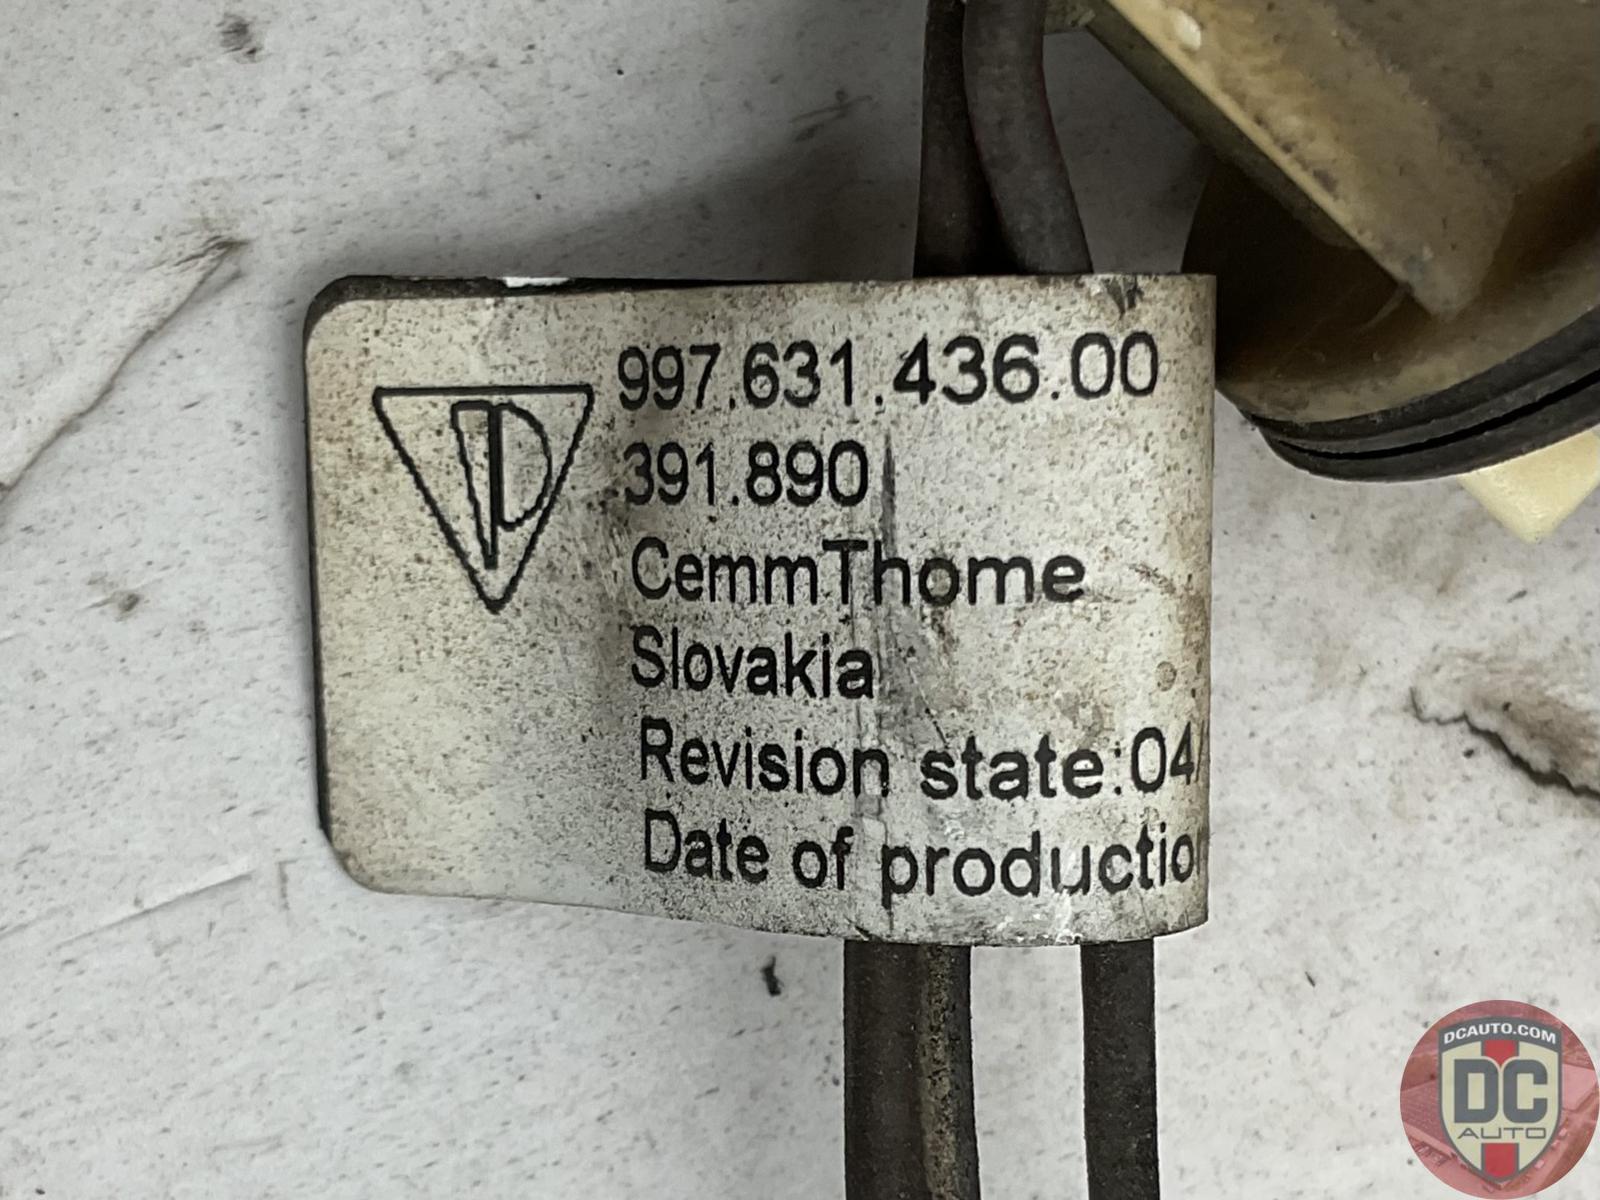 997.631.436.00
391.890
CemmThome
Slovakia
Revision state:04/
Date of productio
DCAUTO.COM
DC
AUTO